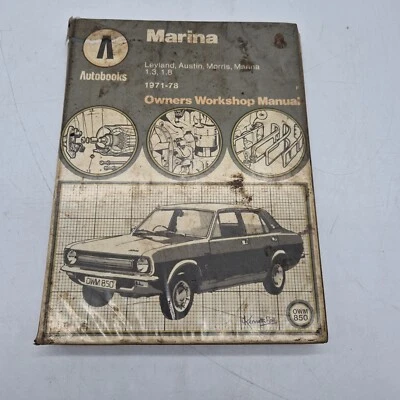 Marina
Autobooks
Leyland, Austin, Morris, Marina
1.3, 1.8
1971-78
Owners Workshop Manual
OWM 850
OWM
850